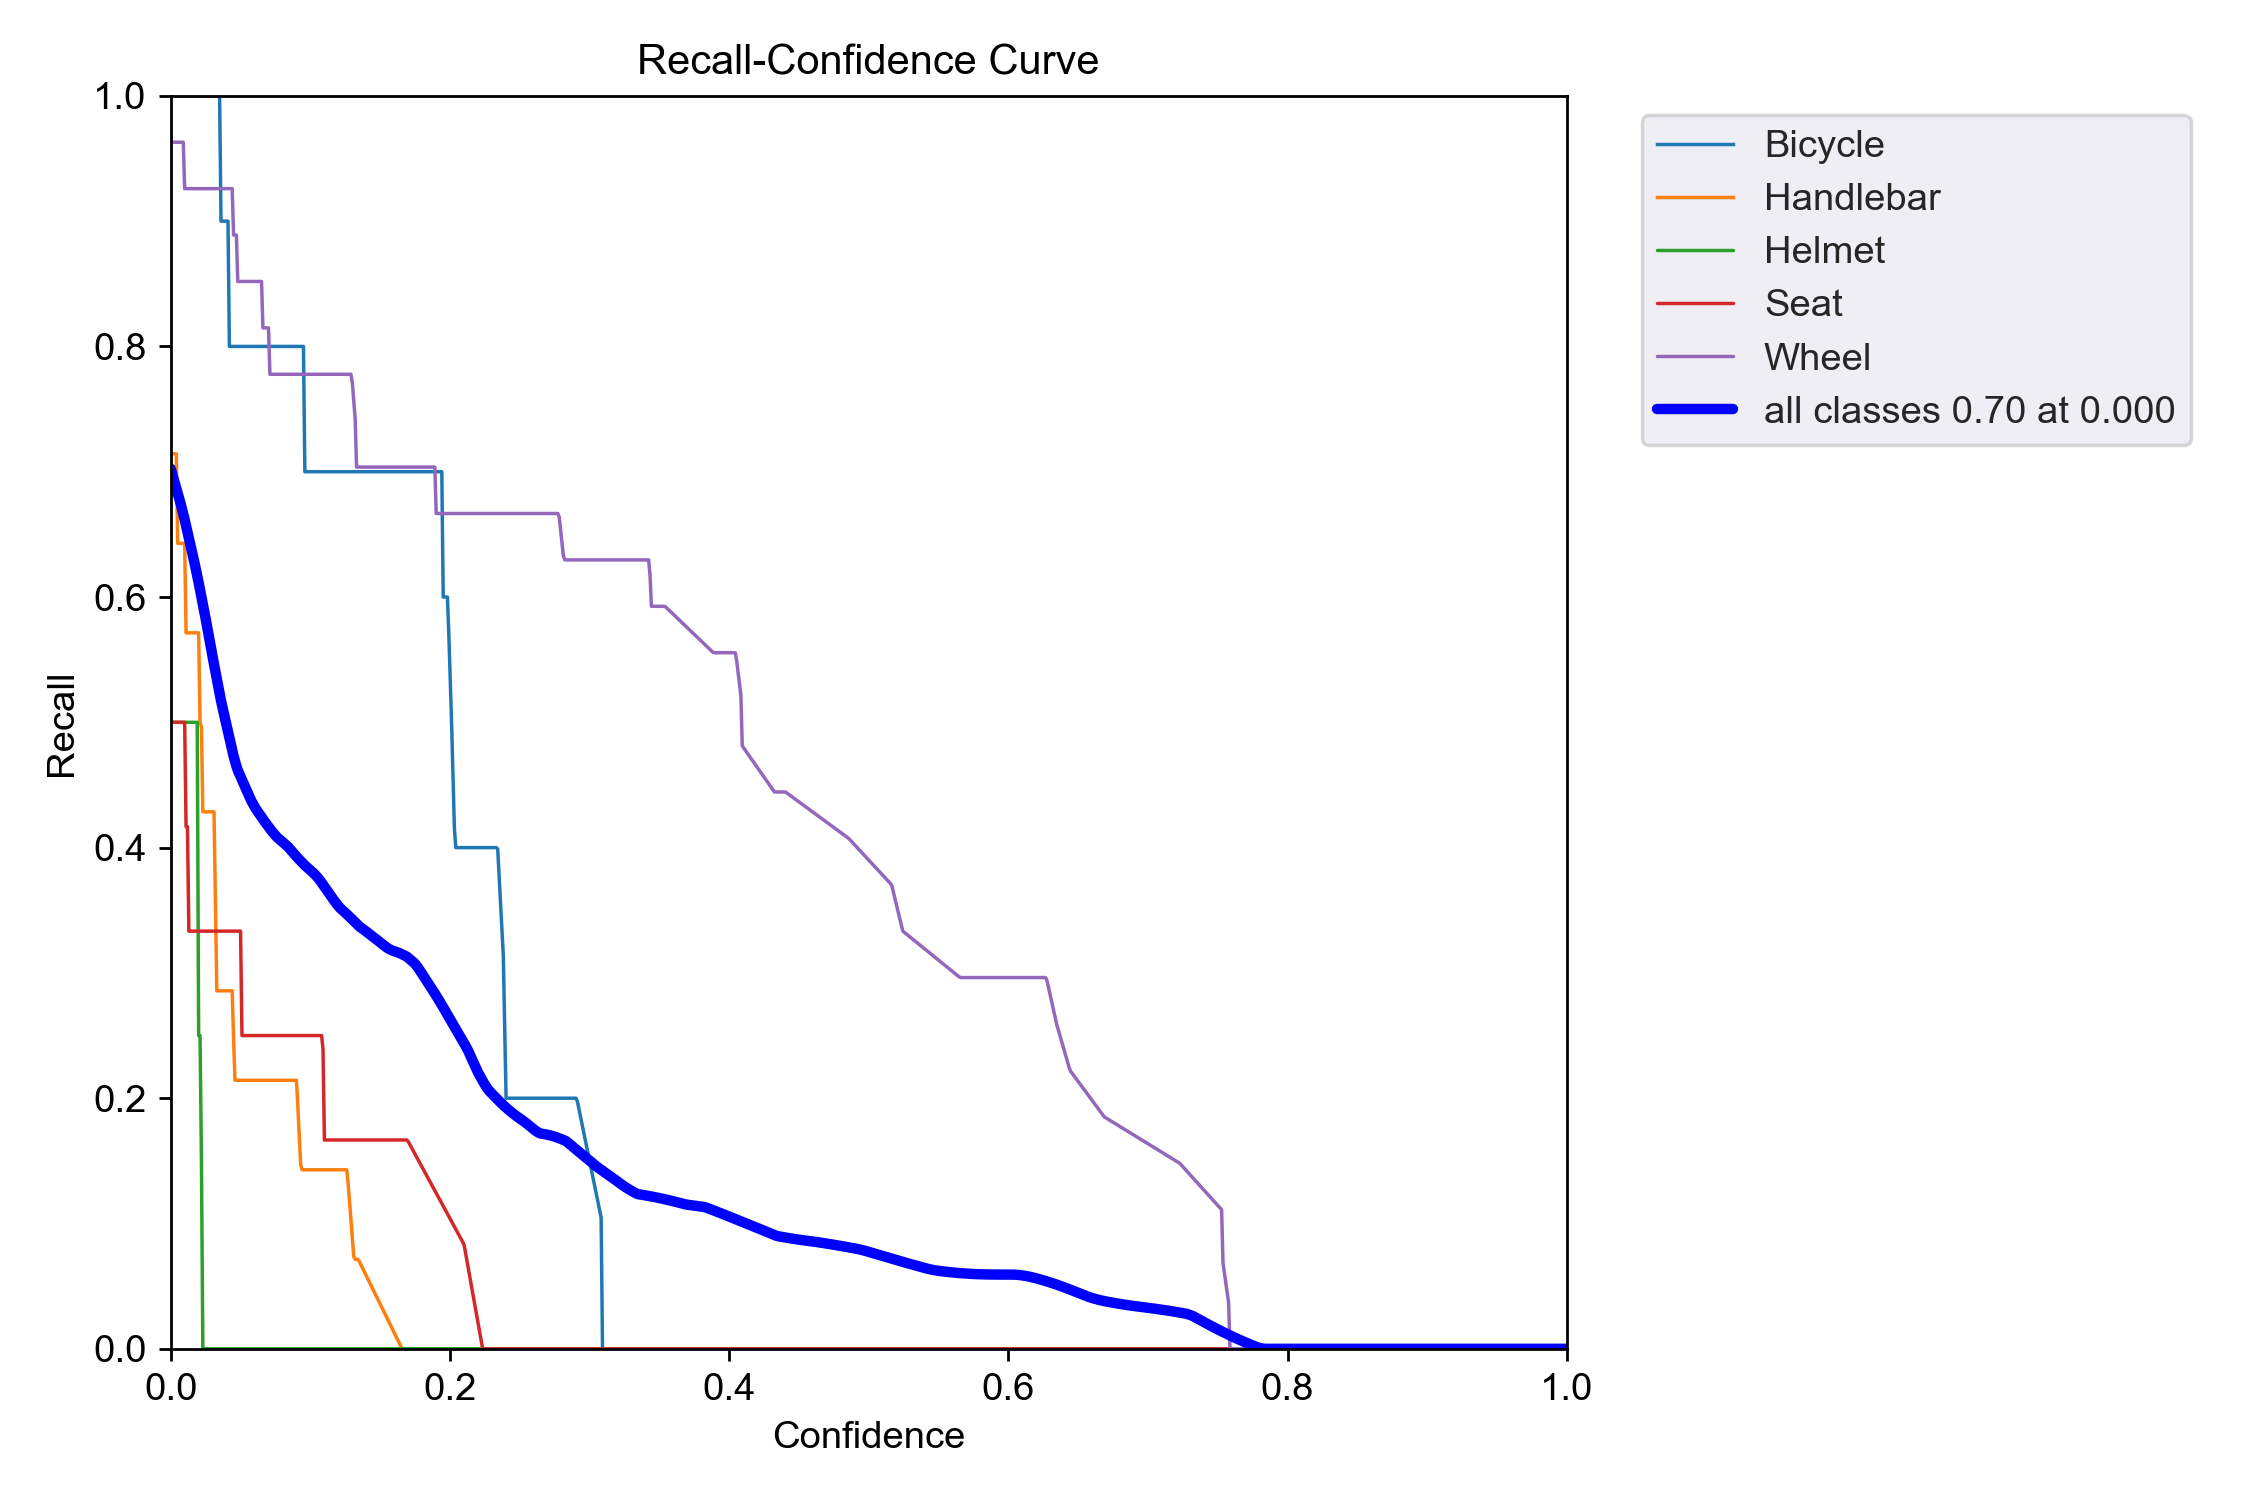 Recall-Confidence Curve
1.0
0.8
0.6
0.4
0.2
0.0
Recall
0.0 0.2 0.4 0.6 0.8 1.0
Confidence
Bicycle
Handlebar
Helmet
Seat
Wheel
all classes 0.70 at 0.000